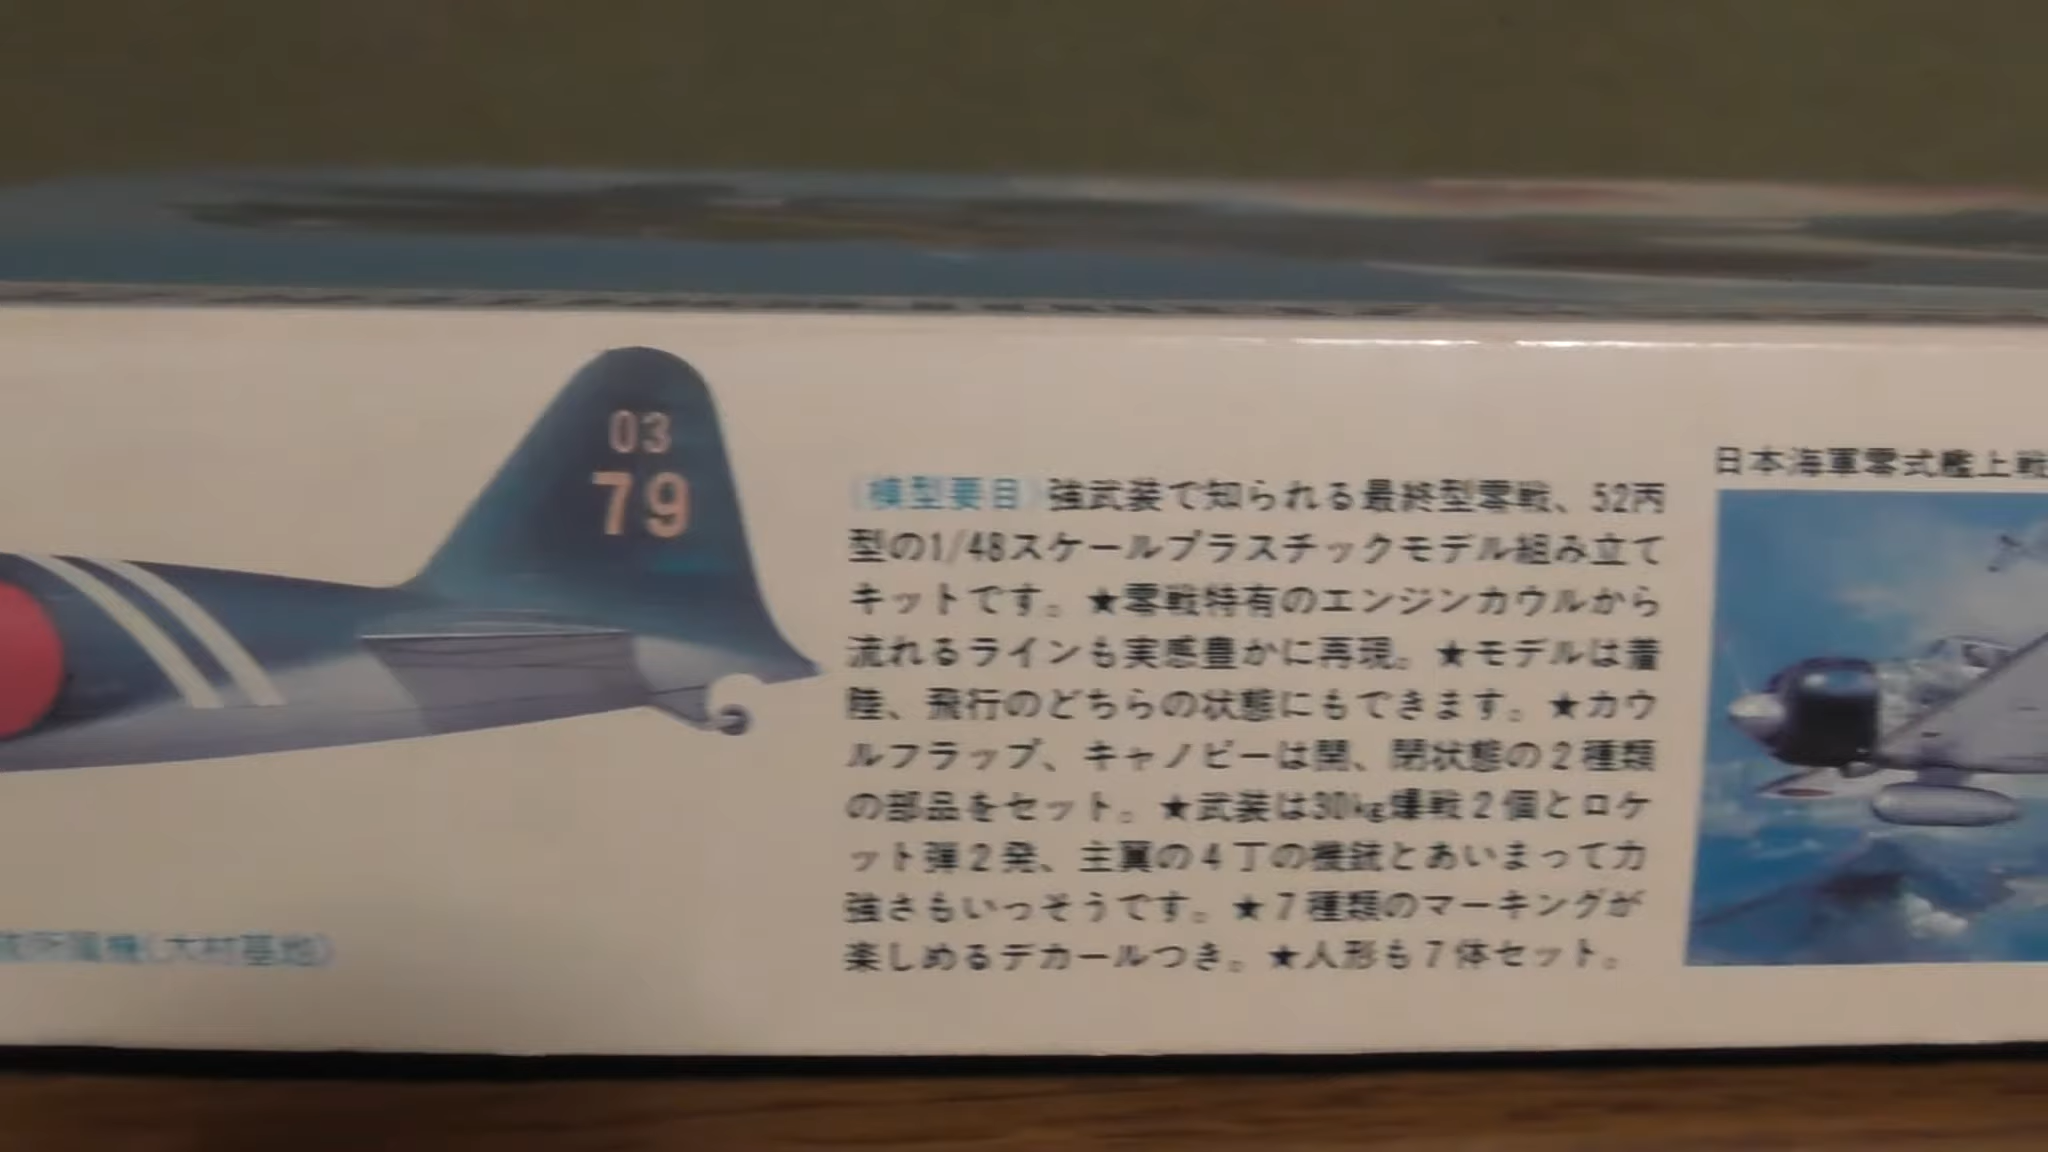 03
79
(模型要目)強武装で知られる最終型零戦、52丙
型の1/48スケールプラスチックモデル組み立て
キットです。★零戦特有のエンジンカウルから
流れるラインも実感豊かに再現。★モデルは着
陸、飛行のどちらの状態にもできます。★カウ
ルフラップ、キャノピーは開、閉状態の2種類
の部品をセット。★武装は30kg爆戦2個とロケ
ット弾2発、主翼の4丁の機銃とあいまって力
強さもいっそうです。★7種類のマーキングが
楽しめるデカールつき。★人形も7体セット。
所属機(大村基地)
日本海軍零式艦上戦